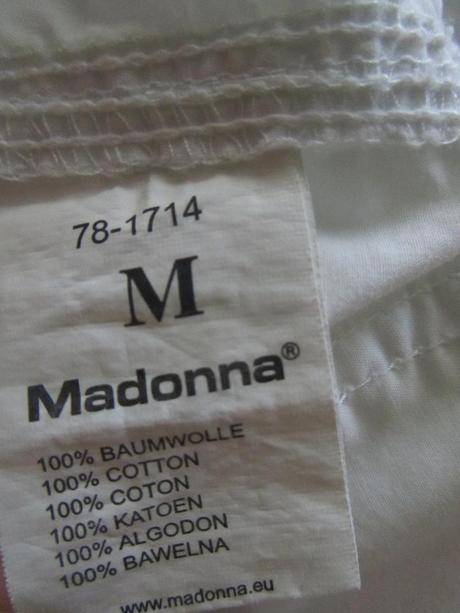 78-1714
M
Madonna®
100% BAUMWOLLE
100% COTTON
100% COTON
100% KATOEN
100% ALGODON
100% BAWELNA
www.madonna.eu